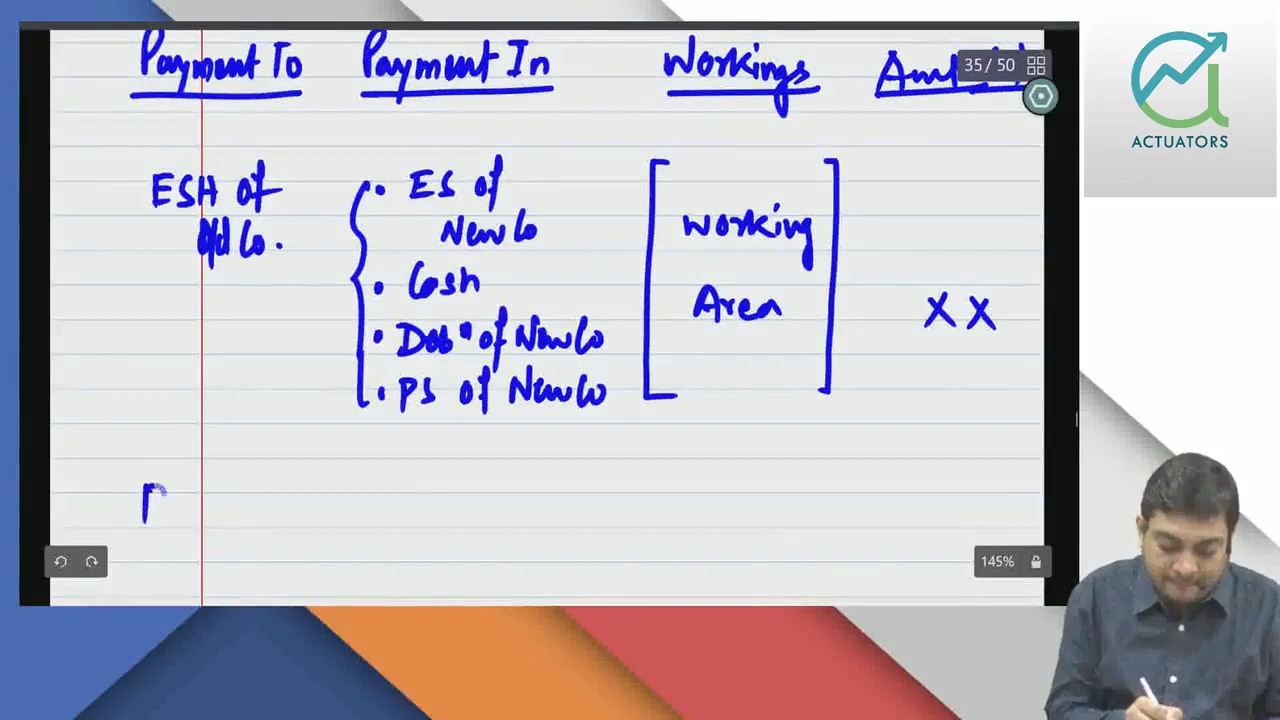 Payment To Payment In Workings
35 / 50
ACTUATORS
ESH of
Old Co.
• ES of
New Co
• Cash
• Deb. of New Co
• PS of New Co
Working
Area
X X
145%